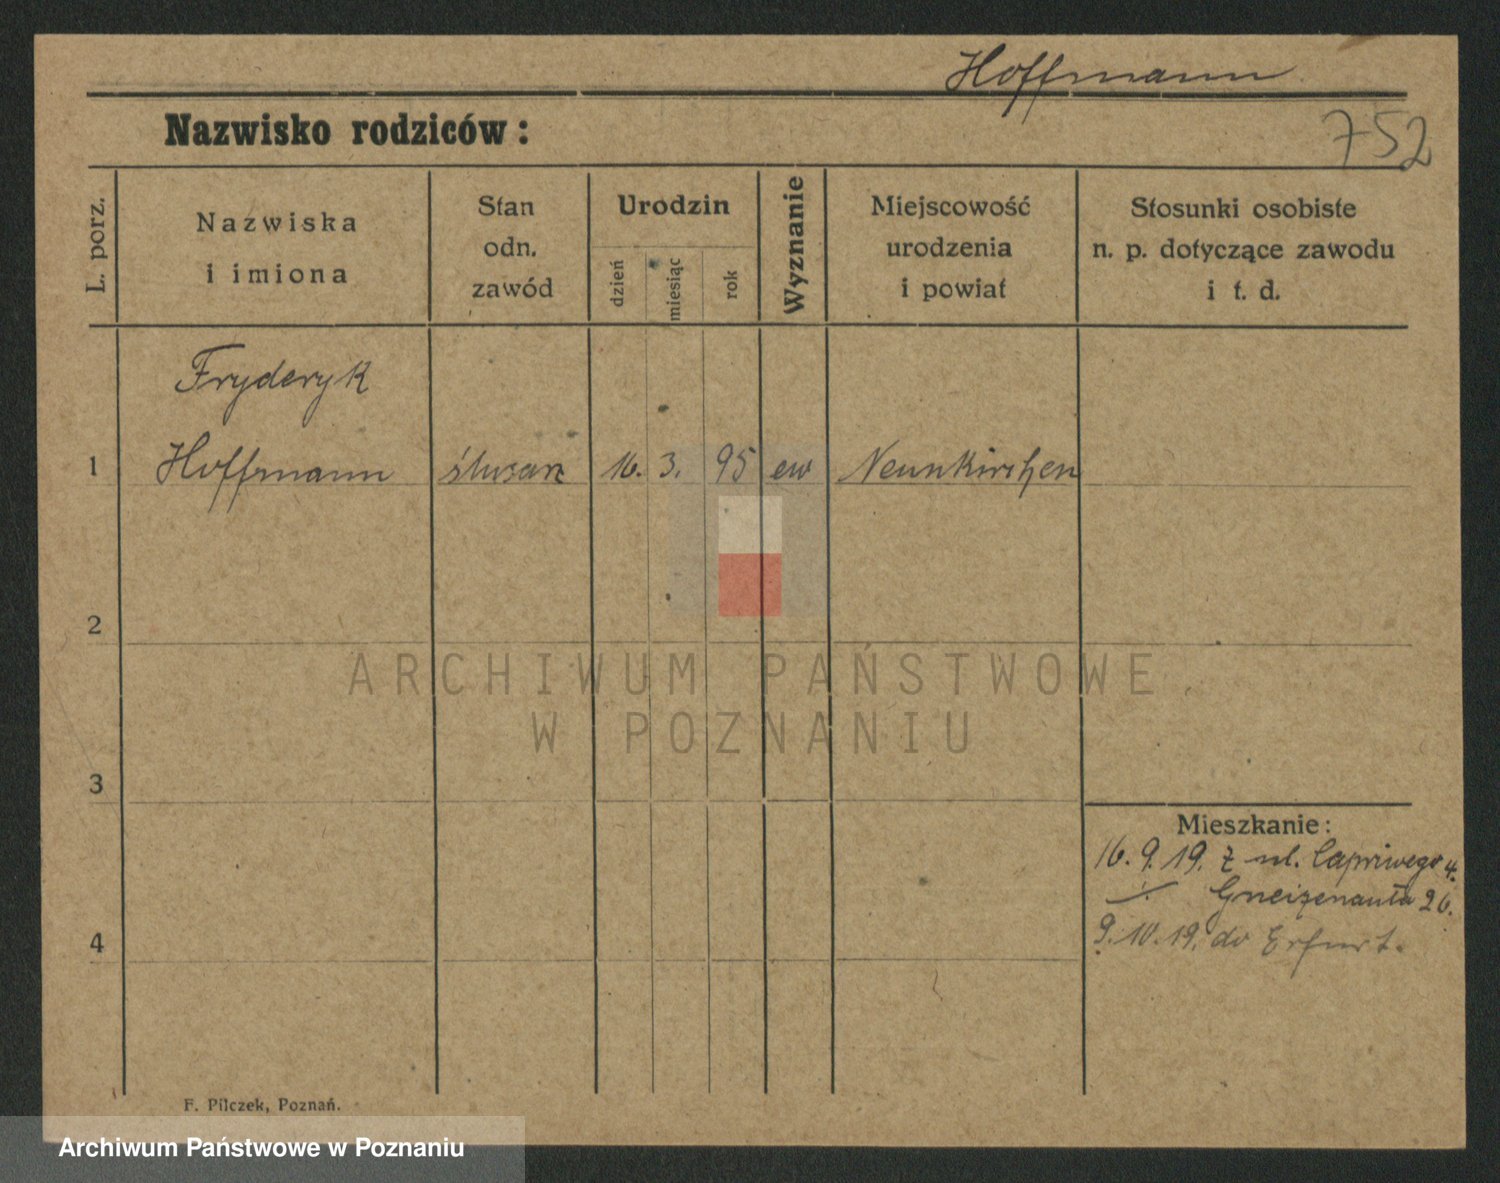 Hoffmann
752
Nazwisko rodziców:
L. porz.
Nazwiska
i imiona
Stan
odn.
zawód
Urodzin
dzień
miesiąc
rok
Wyznanie
Miejscowość
urodzenia
i powiat
Stosunki osobiste
n. p. dotyczące zawodu
i t. d.
Fryderyk
1 Hoffmann ślusarz 16. 3. 95 ew Neunkirchen
2
ARCHIWUM PAŃSTWOWE
W POZNANIU
3
Mieszkanie:
16. 9. 19. z ul. Capriwego 4.
Gneizenauła 26.
4
9. 10. 19. do Erfurt.
F. Pilczek, Poznań.
Archiwum Państwowe w Poznaniu